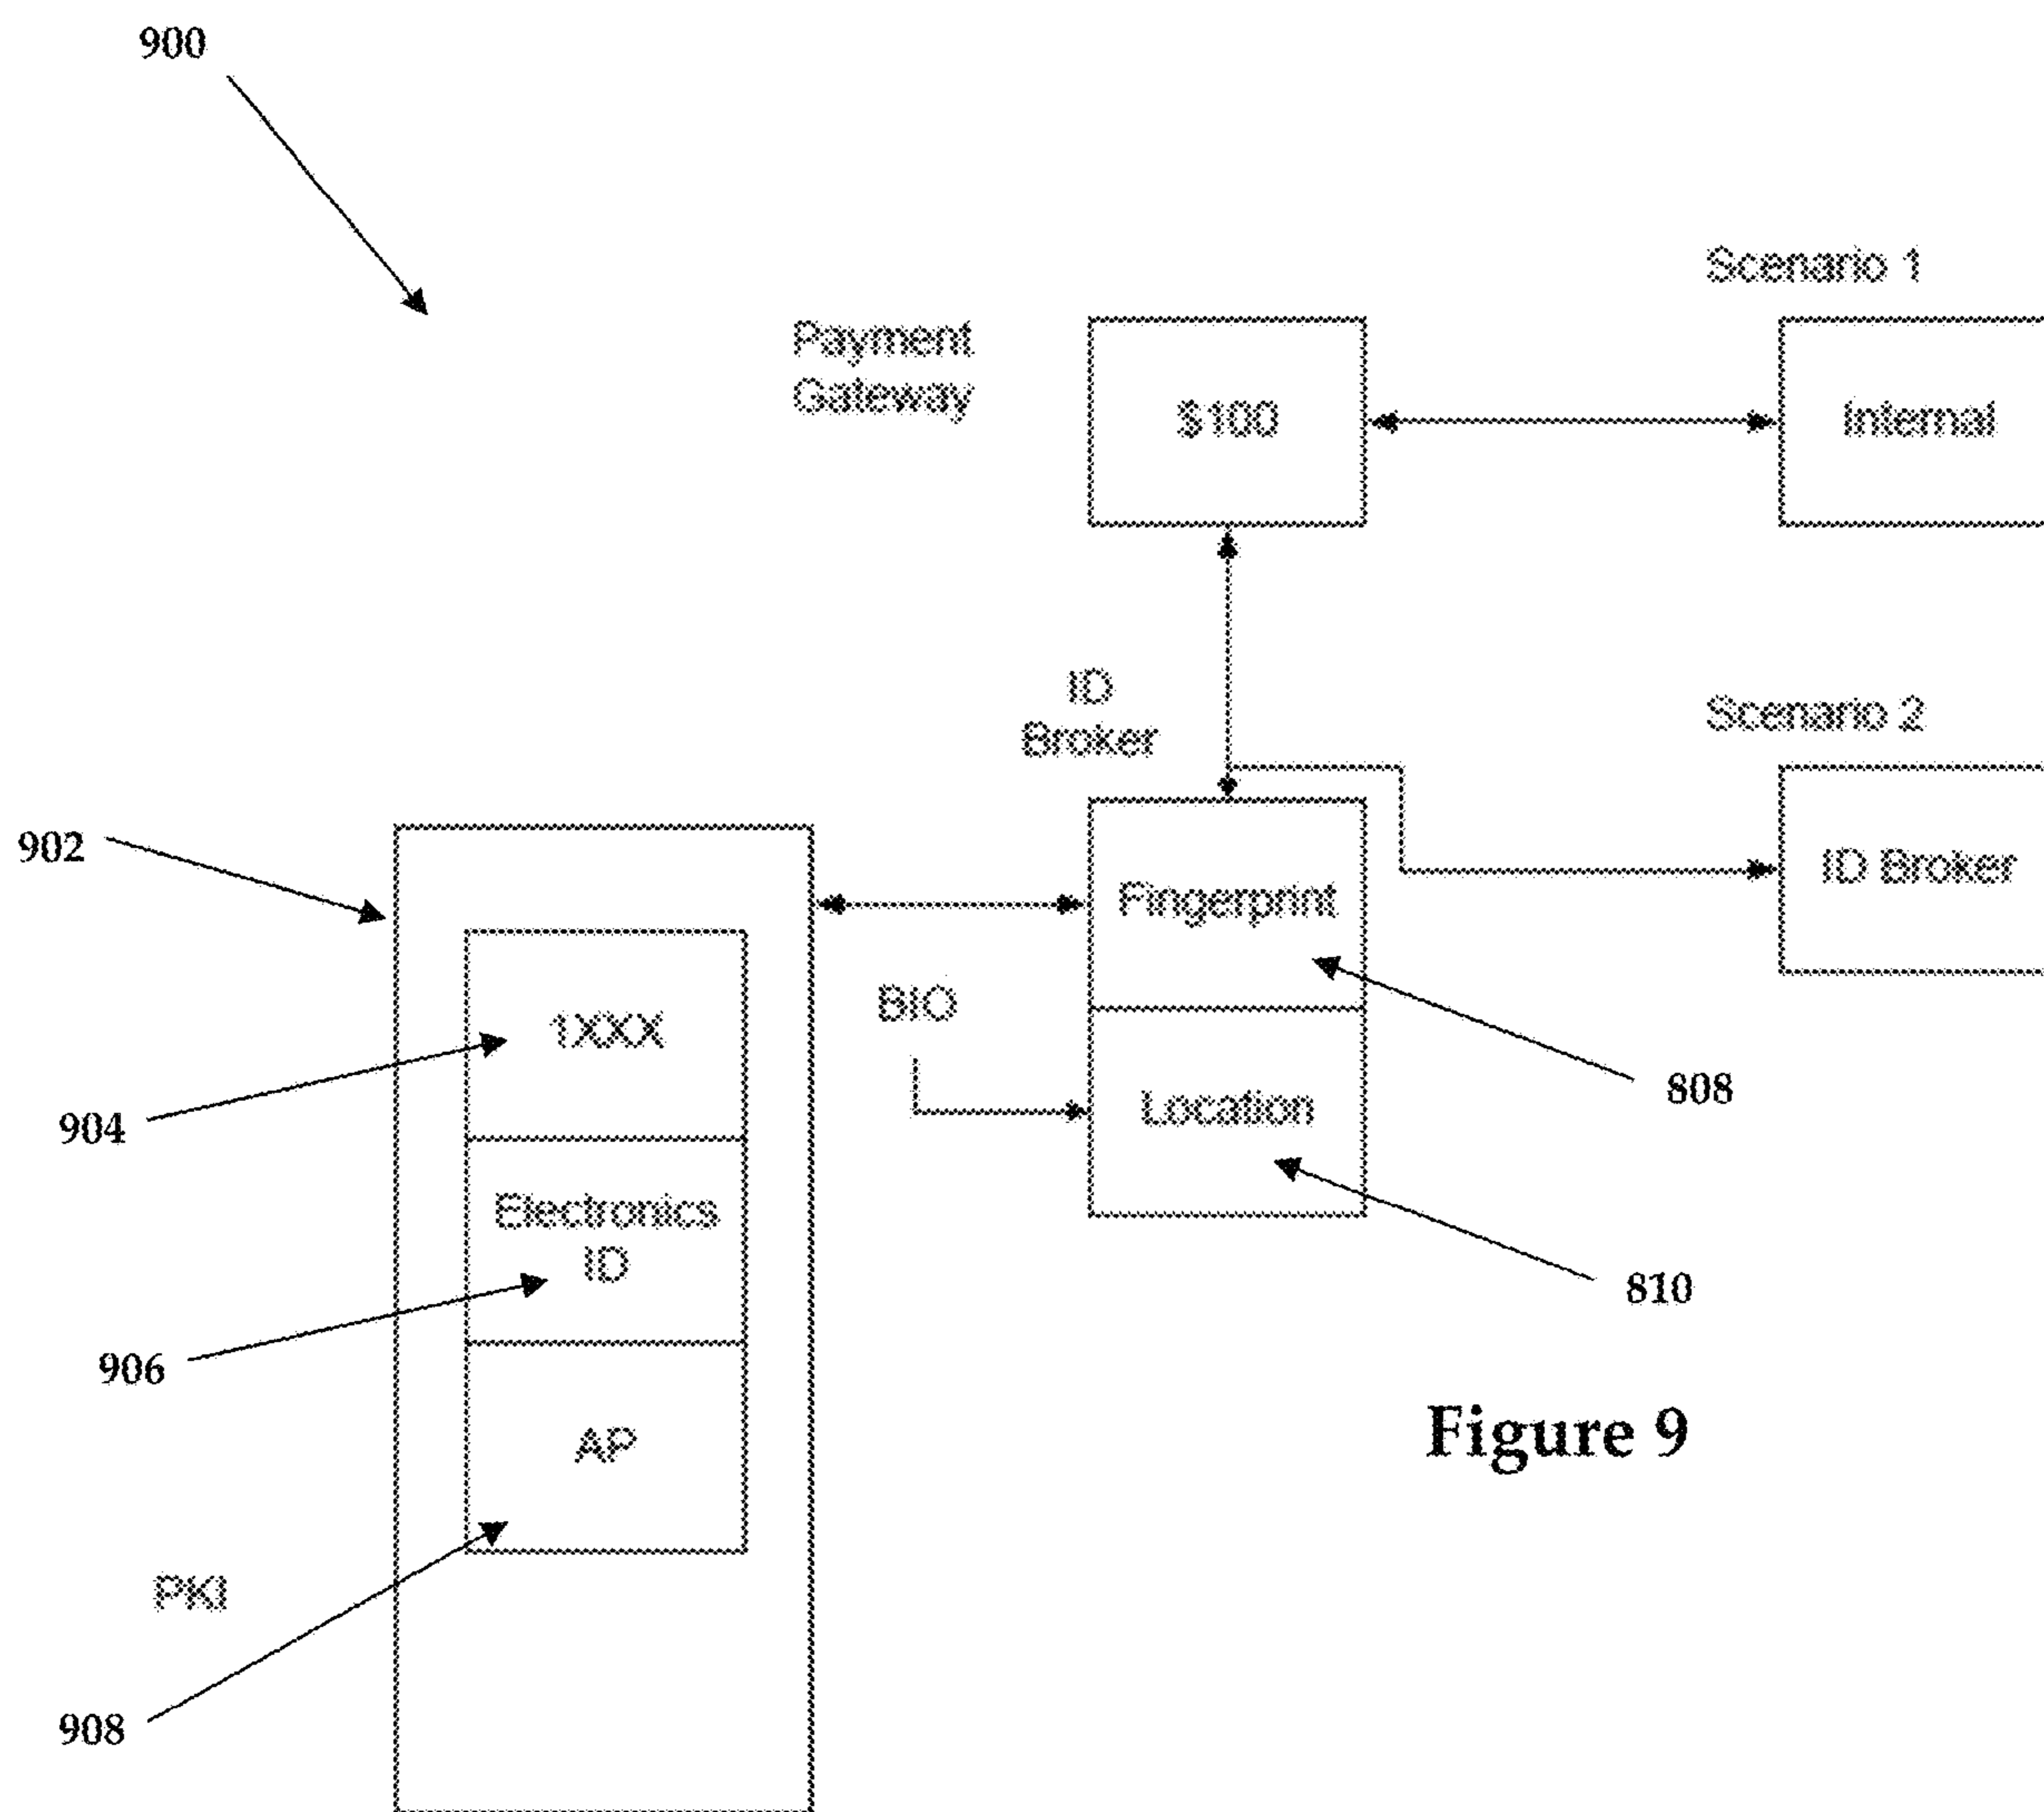 900
Scenario 1
Payment
Gateway
$100
Internal
ID
Broker
Scenario 2
902
Fingerprint
ID Broker
1XXX
BIO
904
Location
808
Electronics
ID
906
810
AP
Figure 9
PKI
908